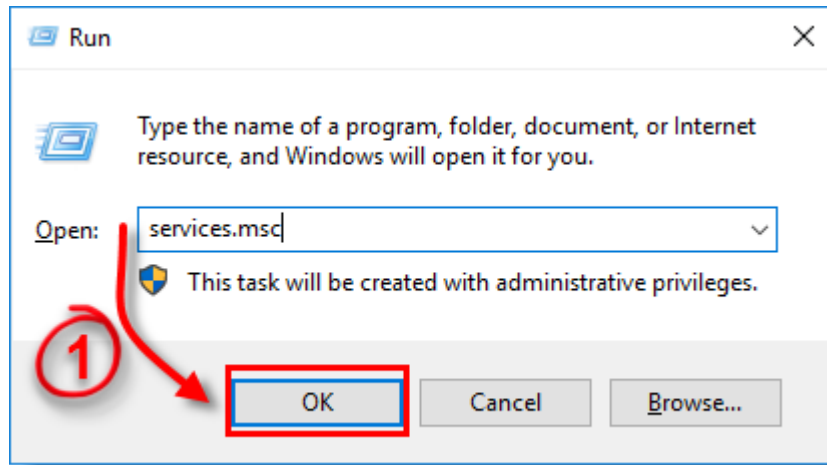 Run
Type the name of a program, folder, document, or Internet
resource, and Windows will open it for you.
Open: services.msc
This task will be created with administrative privileges.
1
OK Cancel Browse...